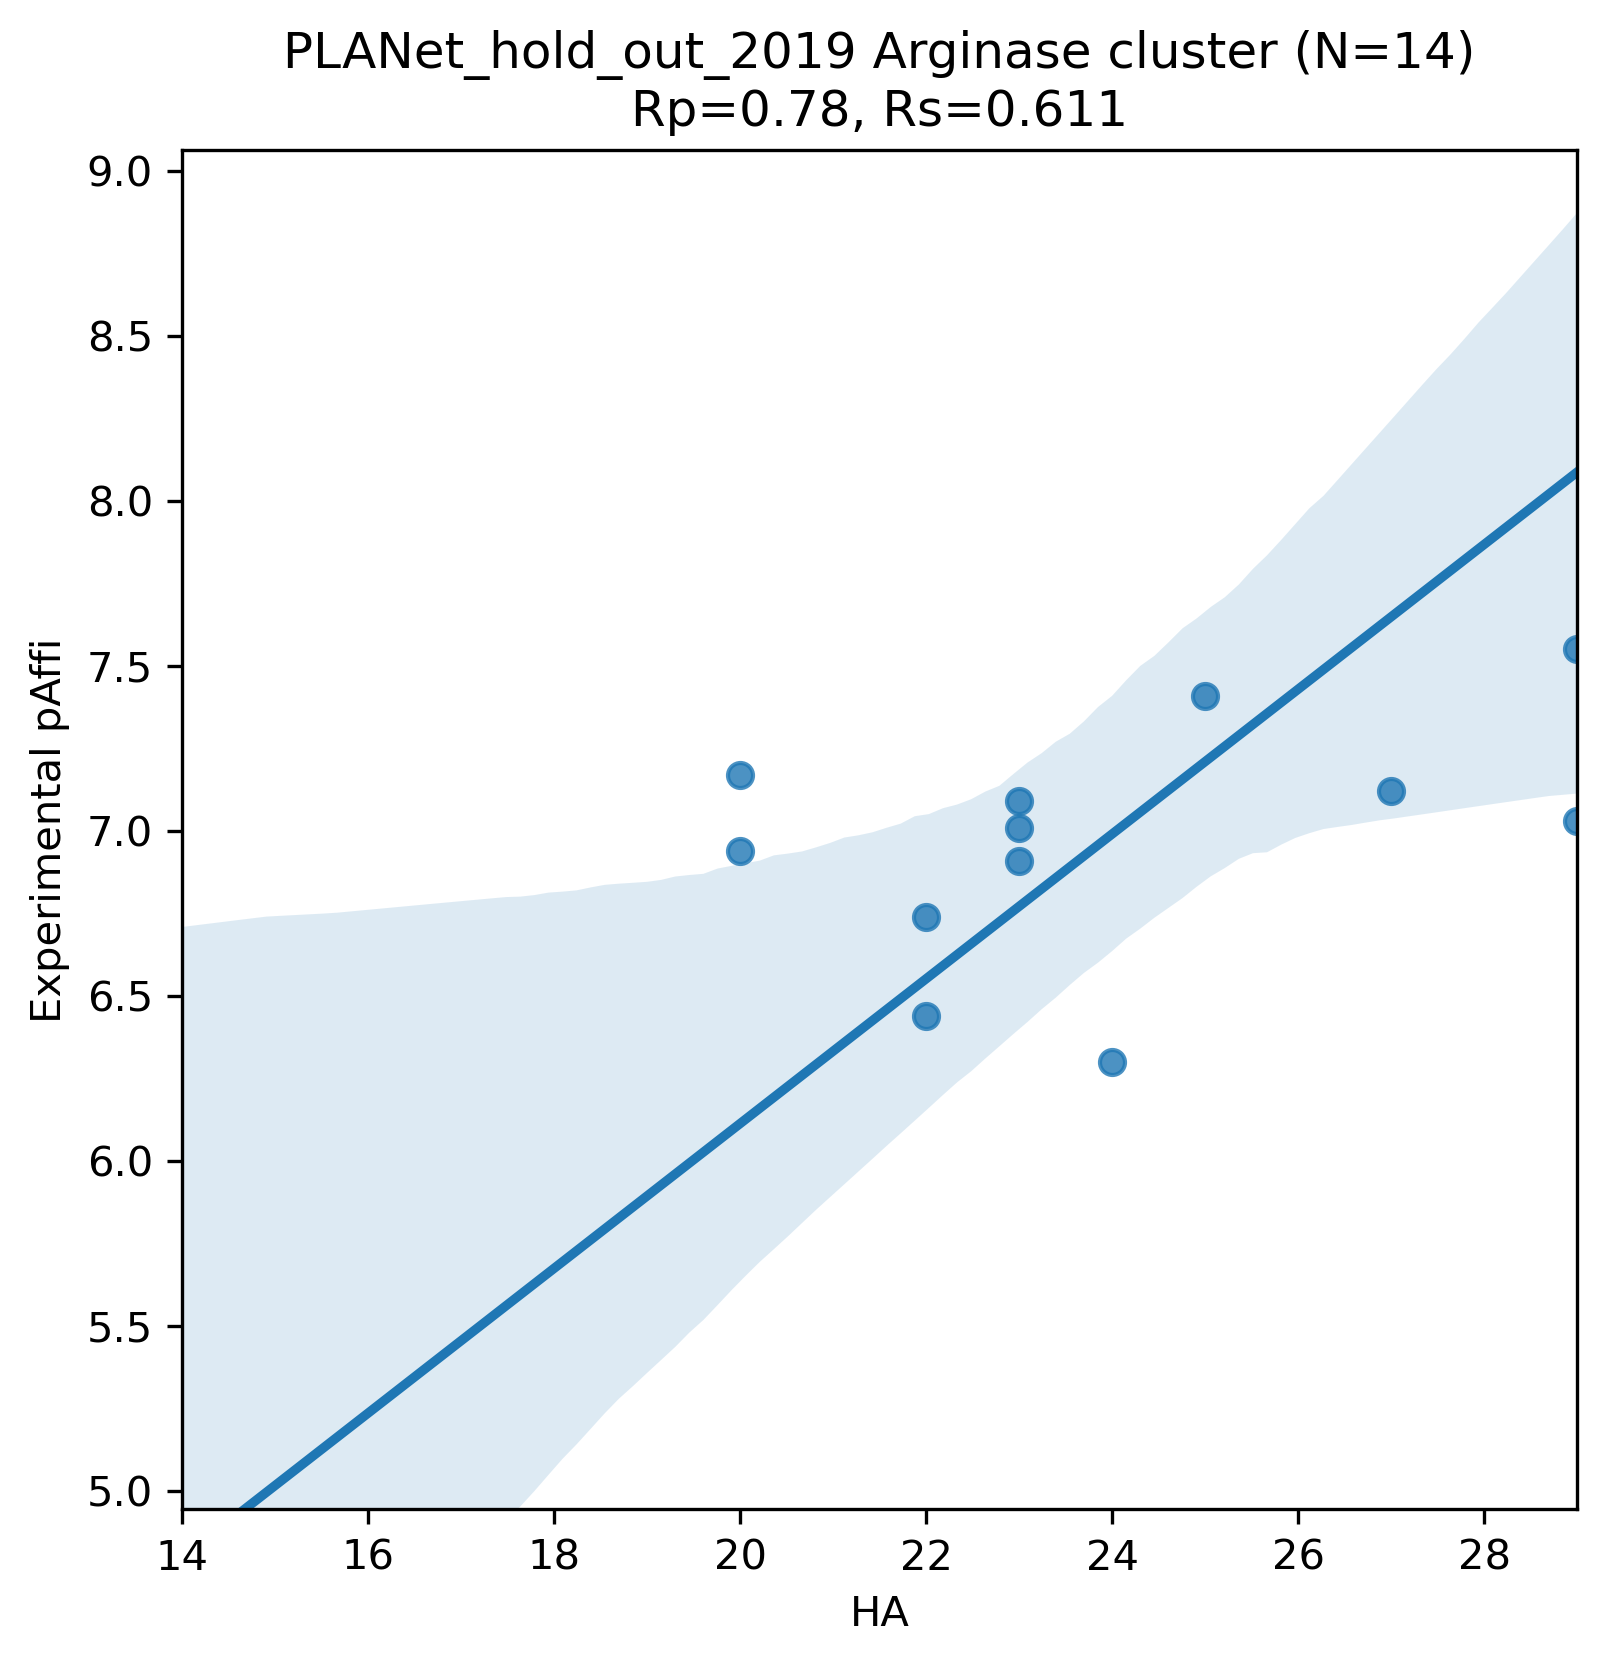 PLANet_hold_out_2019 Arginase cluster (N=14)
Rp=0.78, Rs=0.611
9.0
8.5
8.0
7.5
7.0
6.5
6.0
5.5
5.0
Experimental pAffi
14 16 18 20 22 24 26 28
HA